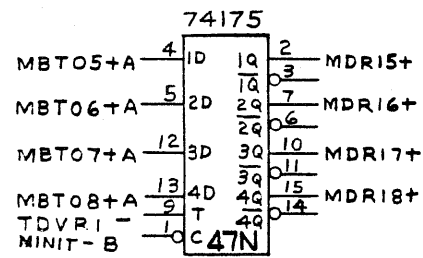 74175
MBT05+A 4 1D 1Q 2 MDR15+
1Q 3
MBT06+A 5 2D 2Q 7 MDR16+
2Q 6
MBT07+A 12 3D 3Q 10 MDR17+
3Q 11
MBT08+A 13 4D 4Q 15 MDR18+
TDVR1- 9 T 4Q 14
MINIT-B 1 C 47N